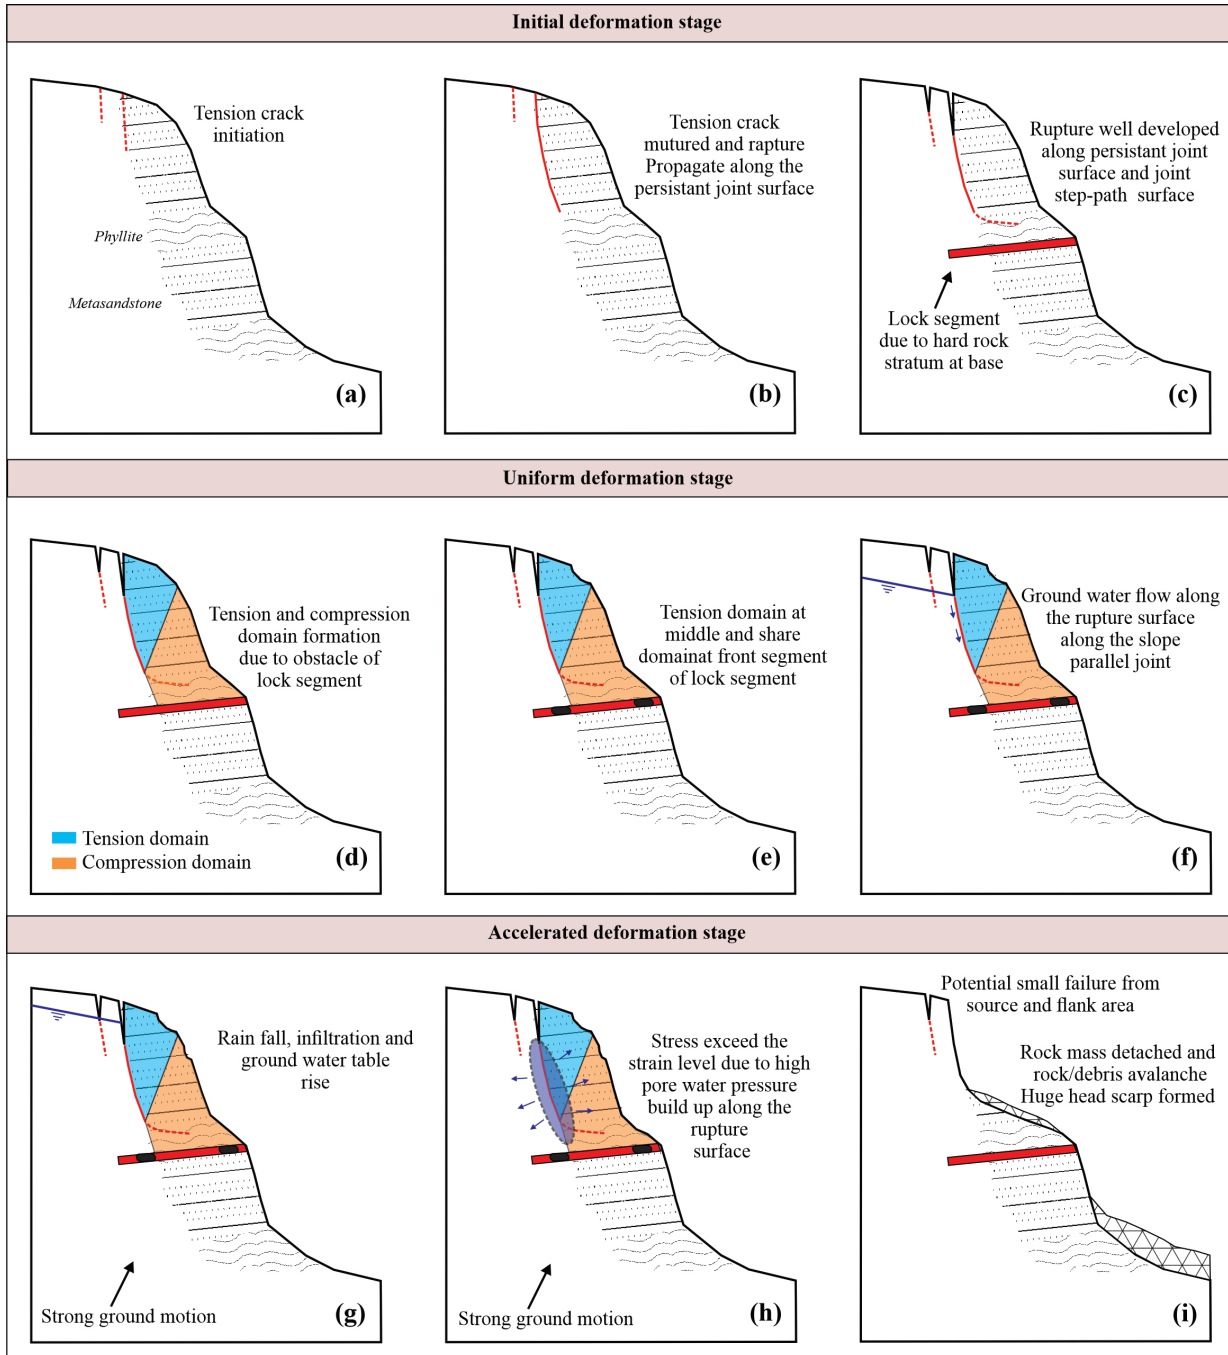 Initial deformation stage
Tension crack
initiation
Phyllite
Metasandstone
(a)
Tension crack
mutured and rapture
Propagate along the
persistant joint surface
(b)
Rupture well developed
along persistant joint
surface and joint
step-path surface
Lock segment
due to hard rock
stratum at base
(c)
Uniform deformation stage
Tension and compression
domain formation
due to obstacle of
lock segment
Tension domain
Compression domain
(d)
Tension domain at
middle and share
domainat front segment
of lock segment
(e)
Ground water flow along
the rupture surface
along the slope
parallel joint
(f)
Accelerated deformation stage
Rain fall, infiltration and
ground water table
rise
Strong ground motion
(g)
Stress exceed the
strain level due to high
pore water pressure
build up along the
rupture
surface
Strong ground motion
(h)
Potential small failure from
source and flank area
Rock mass detached and
rock/debris avalanche
Huge head scarp formed
(i)